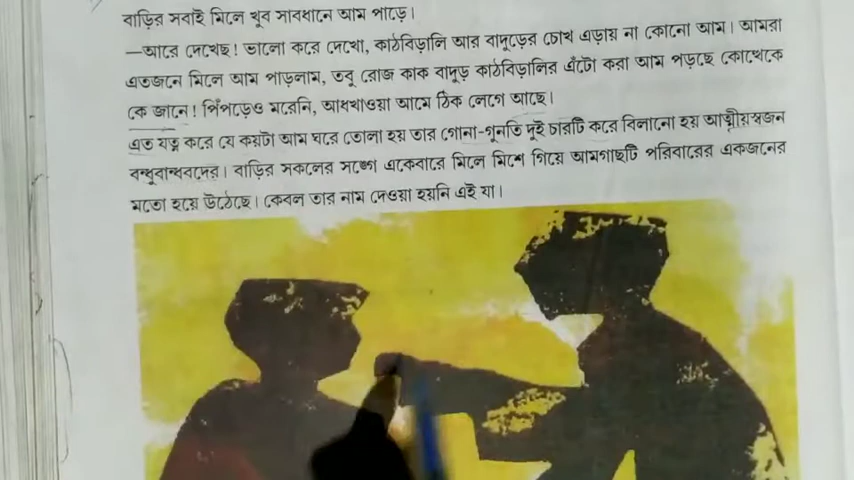 বাড়ির সবাই মিলে খুব সাবধানে আম পাড়ে।
—আরে দেখেছ! ভালো করে দেখো, কাঠবিড়ালি আর বাদুড়ের চোখ এড়ায় না কোনো আম। আমরা
এতজনে মিলে আম পাড়লাম, তবু রোজ কাক বাদুড় কাঠবিড়ালির এঁটো করা আম পড়ছে কোত্থেকে
কে জানে! পিঁপড়েও মরেনি, আধখাওয়া আমে ঠিক লেগে আছে।
এত যত্ন করে যে কয়টা আম ঘরে তোলা হয় তার গোনা-গুনতি দুই চারটি করে বিলানো হয় আত্মীয়স্বজন
বন্ধুবান্ধবদের। বাড়ির সকলের সঙ্গে একেবারে মিলে মিশে গিয়ে আমগাছটি পরিবারের একজনের
মতো হয়ে উঠেছে। কেবল তার নাম দেওয়া হয়নি এই যা।